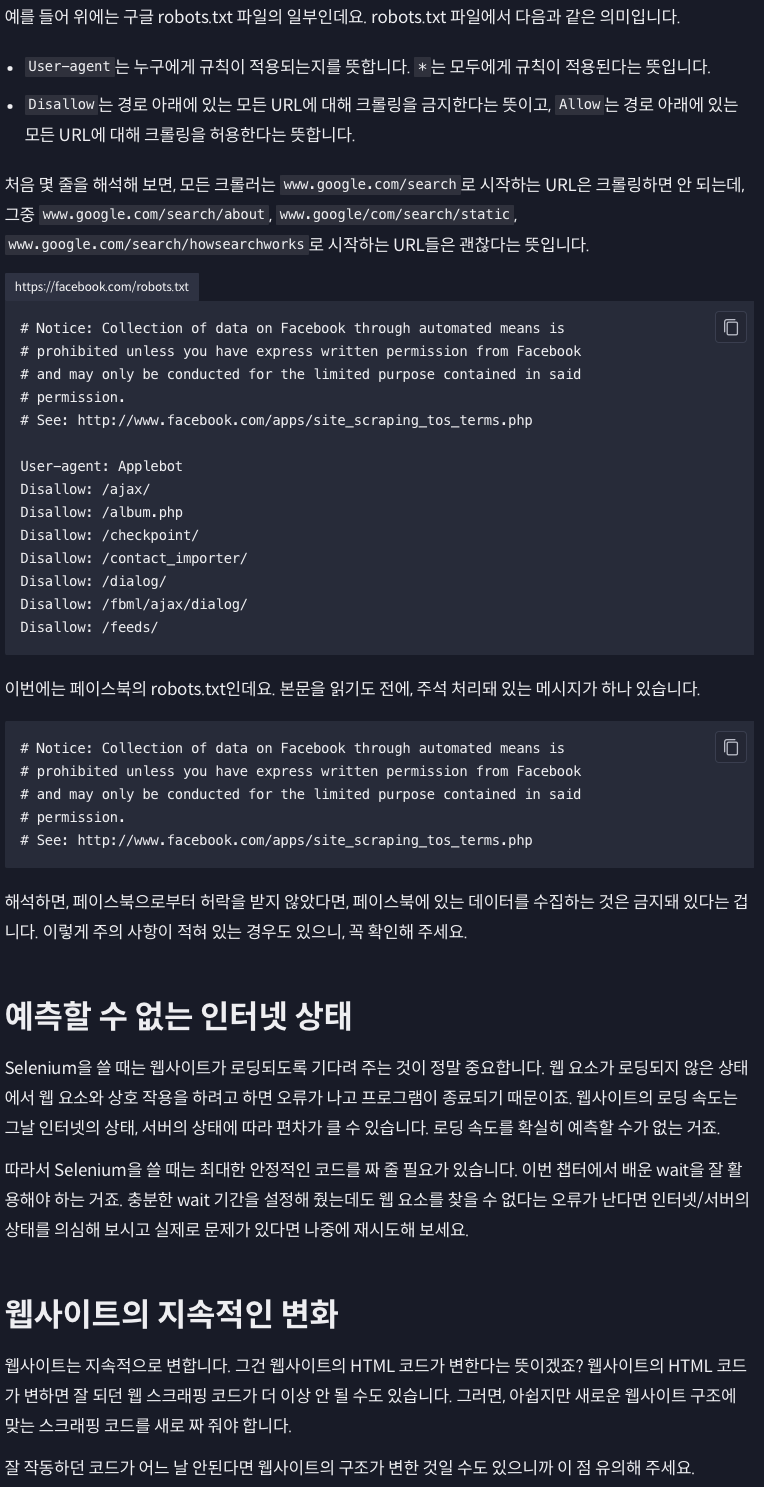 예를 들어 위에는 구글 robots.txt 파일의 일부인데요. robots.txt 파일에서 다음과 같은 의미입니다.
• User-agent는 누구에게 규칙이 적용되는지를 뜻합니다. *는 모두에게 규칙이 적용된다는 뜻입니다.
• Disallow는 경로 아래에 있는 모든 URL에 대해 크롤링을 금지한다는 뜻이고, Allow는 경로 아래에 있는
모든 URL에 대해 크롤링을 허용한다는 뜻합니다.
처음 몇 줄을 해석해 보면, 모든 크롤러는 www.google.com/search로 시작하는 URL은 크롤링하면 안 되는데,
그중 www.google.com/search/about, www.google/com/search/static,
www.google.com/search/howsearchworks로 시작하는 URL들은 괜찮다는 뜻입니다.
https://facebook.com/robots.txt
# Notice: Collection of data on Facebook through automated means is
# prohibited unless you have express written permission from Facebook
# and may only be conducted for the limited purpose contained in said
# permission.
# See: http://www.facebook.com/apps/site_scraping_tos_terms.php
User-agent: Applebot
Disallow: /ajax/
Disallow: /album.php
Disallow: /checkpoint/
Disallow: /contact_importer/
Disallow: /dialog/
Disallow: /fbml/ajax/dialog/
Disallow: /feeds/
이번에는 페이스북의 robots.txt인데요. 본문을 읽기도 전에, 주석 처리돼 있는 메시지가 하나 있습니다.
# Notice: Collection of data on Facebook through automated means is
# prohibited unless you have express written permission from Facebook
# and may only be conducted for the limited purpose contained in said
# permission.
# See: http://www.facebook.com/apps/site_scraping_tos_terms.php
해석하면, 페이스북으로부터 허락을 받지 않았다면, 페이스북에 있는 데이터를 수집하는 것은 금지돼 있다는 겁
니다. 이렇게 주의 사항이 적혀 있는 경우도 있으니, 꼭 확인해 주세요.
예측할 수 없는 인터넷 상태
Selenium을 쓸 때는 웹사이트가 로딩되도록 기다려 주는 것이 정말 중요합니다. 웹 요소가 로딩되지 않은 상태
에서 웹 요소와 상호 작용을 하려고 하면 오류가 나고 프로그램이 종료되기 때문이죠. 웹사이트의 로딩 속도는
그날 인터넷의 상태, 서버의 상태에 따라 편차가 클 수 있습니다. 로딩 속도를 확실히 예측할 수가 없는 거죠.
따라서 Selenium을 쓸 때는 최대한 안정적인 코드를 짜 줄 필요가 있습니다. 이번 챕터에서 배운 wait을 잘 활
용해야 하는 거죠. 충분한 wait 기간을 설정해 줬는데도 웹 요소를 찾을 수 없다는 오류가 난다면 인터넷/서버의
상태를 의심해 보시고 실제로 문제가 있다면 나중에 재시도해 보세요.
웹사이트의 지속적인 변화
웹사이트는 지속적으로 변합니다. 그건 웹사이트의 HTML 코드가 변한다는 뜻이겠죠? 웹사이트의 HTML 코드
가 변하면 잘 되던 웹 스크래핑 코드가 더 이상 안 될 수도 있습니다. 그러면, 아쉽지만 새로운 웹사이트 구조에
맞는 스크래핑 코드를 새로 짜 줘야 합니다.
잘 작동하던 코드가 어느 날 안된다면 웹사이트의 구조가 변한 것일 수도 있으니까 이 점 유의해 주세요.